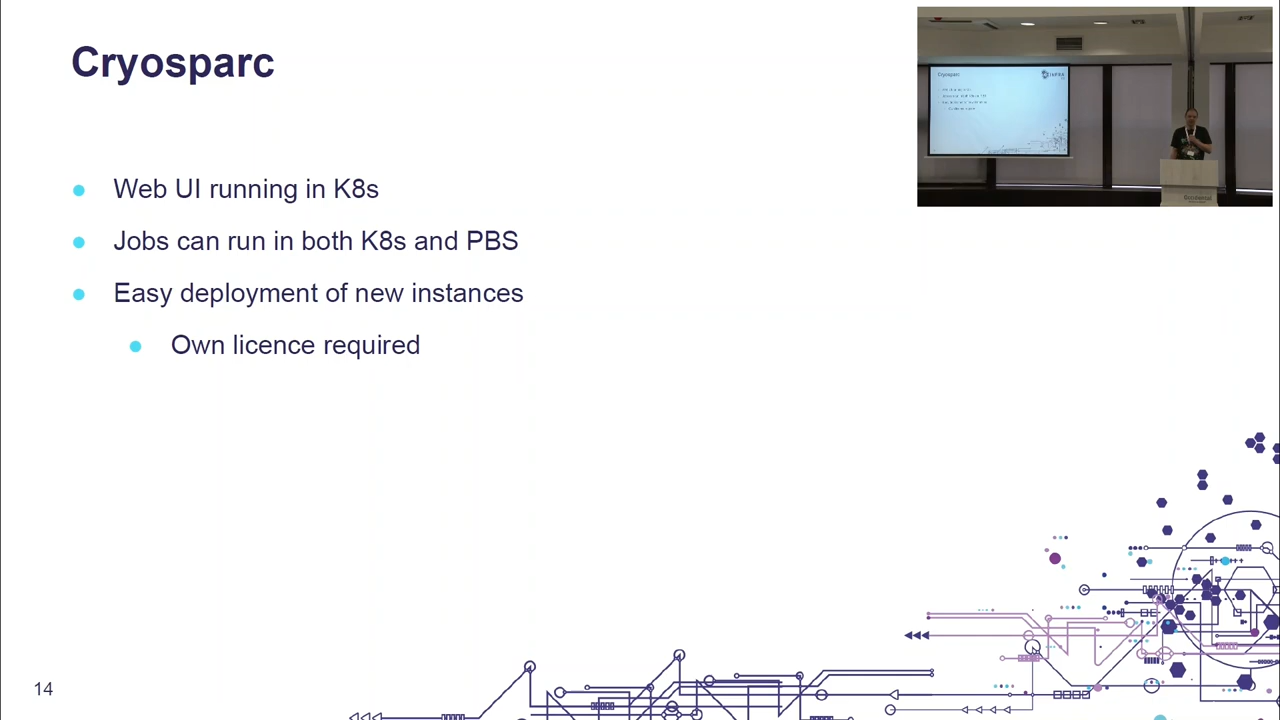 Cryosparc
Web UI running in K8s
Jobs can run in both K8s and PBS
Easy deployment of new instances
Own licence required
14
Cryosparc